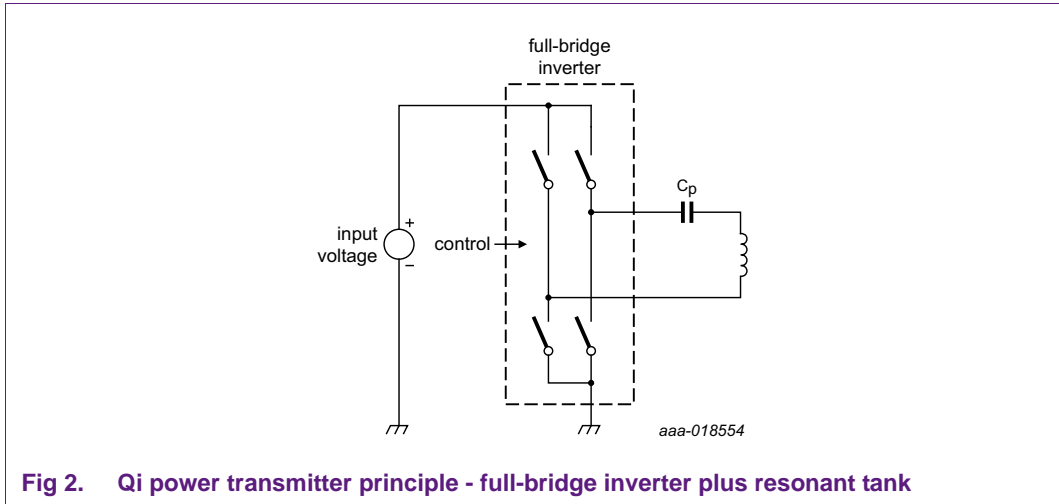 full-bridge
inverter
Cp
+
input
voltage
−
control
aaa-018554
Fig 2. Qi power transmitter principle - full-bridge inverter plus resonant tank